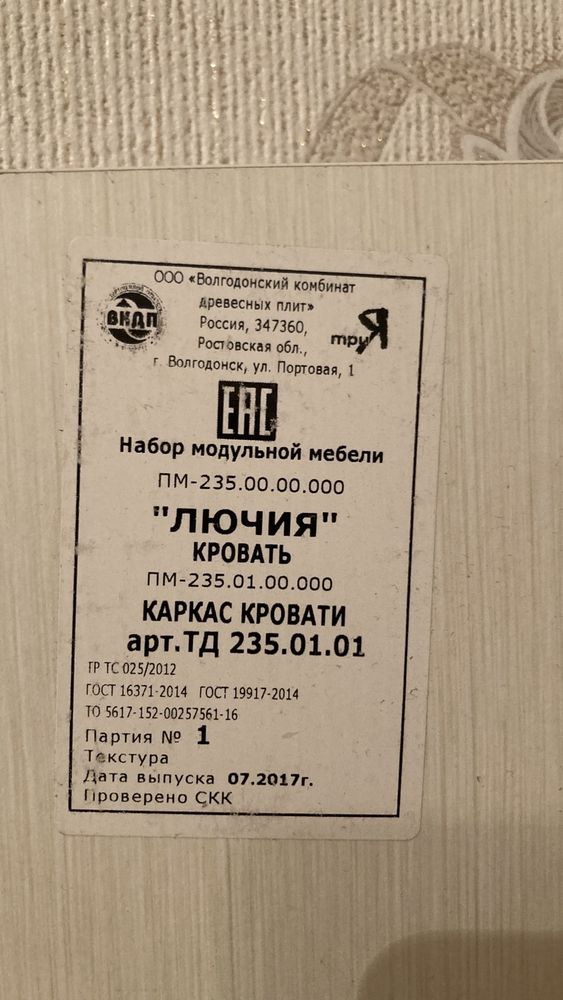 ООО «Волгодонский комбинат
древесных плит»
Россия, 347360,
Ростовская обл.,
г. Волгодонск, ул. Портовая, 1
ВКДП
триЯ
ЕАС
Набор модульной мебели
ПМ-235.00.00.000
"ЛЮЧИЯ"
КРОВАТЬ
ПМ-235.01.00.000
КАРКАС КРОВАТИ
арт.ТД 235.01.01
ТР ТС 025/2012
ГОСТ 16371-2014 ГОСТ 19917-2014
ТО 5617-152-00257561-16
Партия № 1
Текстура
Дата выпуска 07.2017г.
Проверено СКК